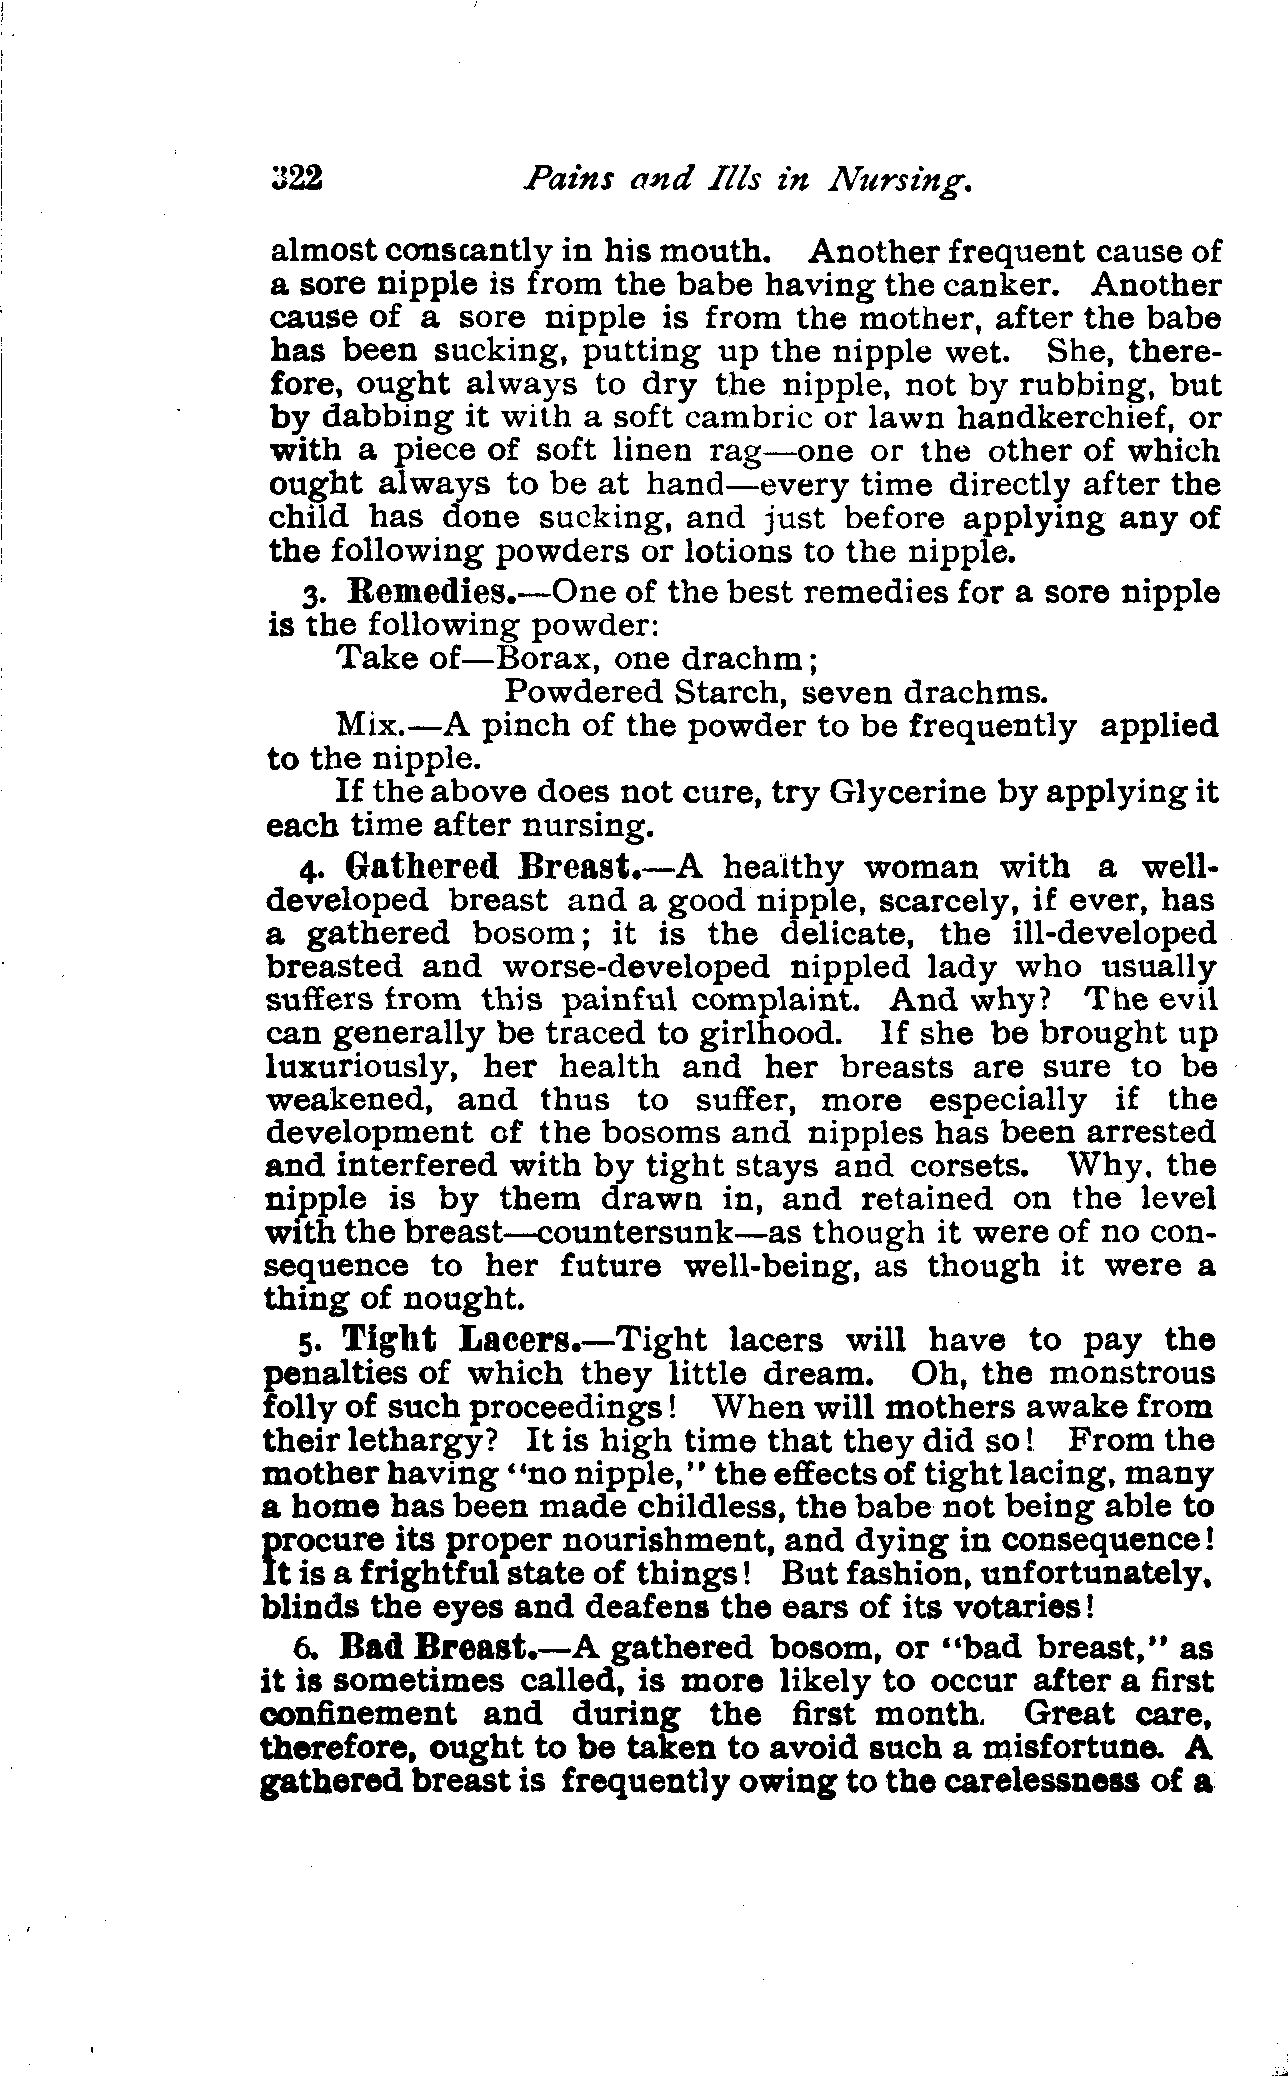 322 Pains and Ills in Nursing.
almost constantly in his mouth. Another frequent cause of
a sore nipple is from the babe having the canker. Another
cause of a sore nipple is from the mother, after the babe
has been sucking, putting up the nipple wet. She, there-
fore, ought always to dry the nipple, not by rubbing, but
by dabbing it with a soft cambric or lawn handkerchief, or
with a piece of soft linen rag—one or the other of which
ought always to be at hand—every time directly after the
child has done sucking, and just before applying any of
the following powders or lotions to the nipple.
3. Remedies.—One of the best remedies for a sore nipple
is the following powder:
Take of—Borax, one drachm;
Powdered Starch, seven drachms.
Mix.—A pinch of the powder to be frequently applied
to the nipple.
If the above does not cure, try Glycerine by applying it
each time after nursing.
4. Gathered Breast.—A healthy woman with a well-
developed breast and a good nipple, scarcely, if ever, has
a gathered bosom; it is the delicate, the ill-developed
breasted and worse-developed nippled lady who usually
suffers from this painful complaint. And why? The evil
can generally be traced to girlhood. If she be brought up
luxuriously, her health and her breasts are sure to be
weakened, and thus to suffer, more especially if the
development of the bosoms and nipples has been arrested
and interfered with by tight stays and corsets. Why, the
nipple is by them drawn in, and retained on the level
with the breast—countersunk—as though it were of no con-
sequence to her future well-being, as though it were a
thing of nought.
5. Tight Lacers.—Tight lacers will have to pay the
penalties of which they little dream. Oh, the monstrous
folly of such proceedings! When will mothers awake from
their lethargy? It is high time that they did so! From the
mother having "no nipple," the effects of tight lacing, many
a home has been made childless, the babe not being able to
procure its proper nourishment, and dying in consequence!
It is a frightful state of things! But fashion, unfortunately,
blinds the eyes and deafens the ears of its votaries!
6. Bad Breast.—A gathered bosom, or "bad breast," as
it is sometimes called, is more likely to occur after a first
confinement and during the first month. Great care,
therefore, ought to be taken to avoid such a misfortune. A
gathered breast is frequently owing to the carelessness of a